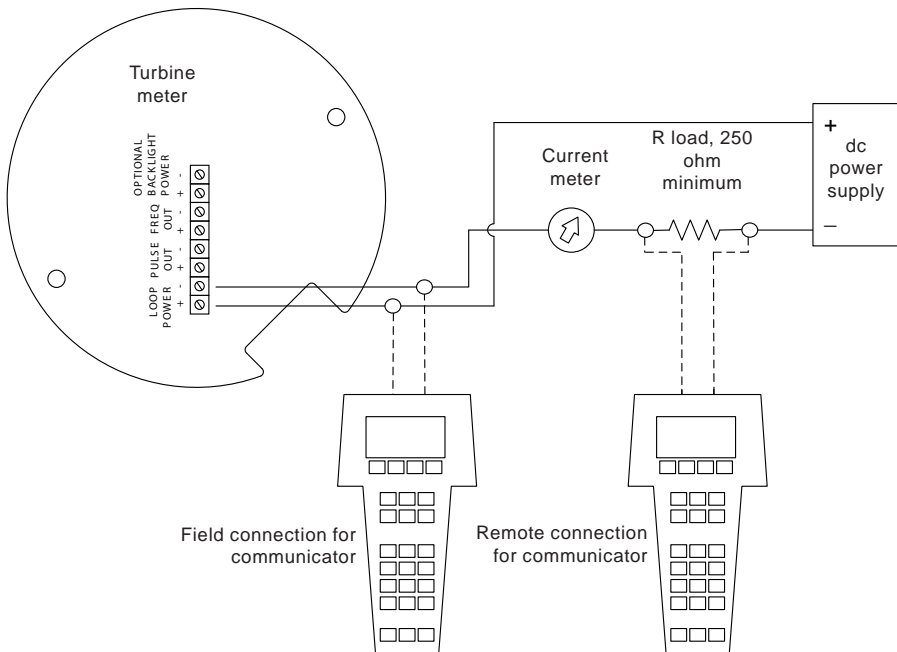 Turbine
meter
OPTIONAL
BACKLIGHT
POWER
- +
FREQ
OUT
- +
PULSE
OUT
- +
LOOP
POWER
- +
Current
meter
R load, 250
ohm
minimum
+
dc
power
supply
–
Field connection for
communicator
Remote connection
for communicator